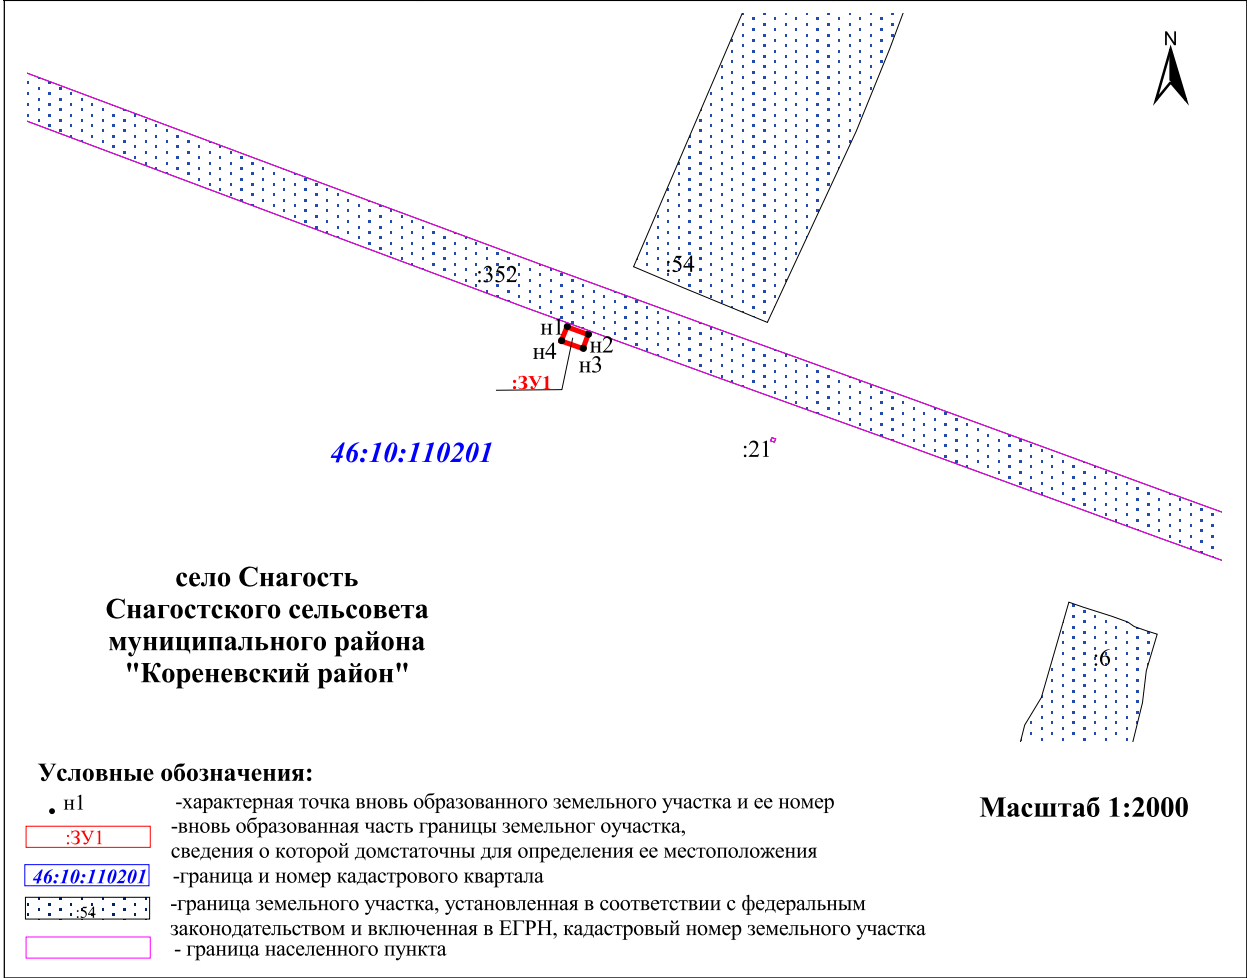 N
:54
:352
н1
н2
н4
н3
:ЗУ1
46:10:110201
:21
село Снагость
Снагостского сельсовета
муниципального района
"Кореневский район"
:6
Условные обозначения:
н1 -характерная точка вновь образованного земельного участка и ее номер
Масштаб 1:2000
:ЗУ1 -вновь образованная часть границы земельног оучастка,
сведения о которой домстаточны для определения ее местоположения
46:10:110201 -граница и номер кадастрового квартала
:54 -граница земельного участка, установленная в соответствии с федеральным
законодательством и включенная в ЕГРН, кадастровый номер земельного участка
- граница населенного пункта